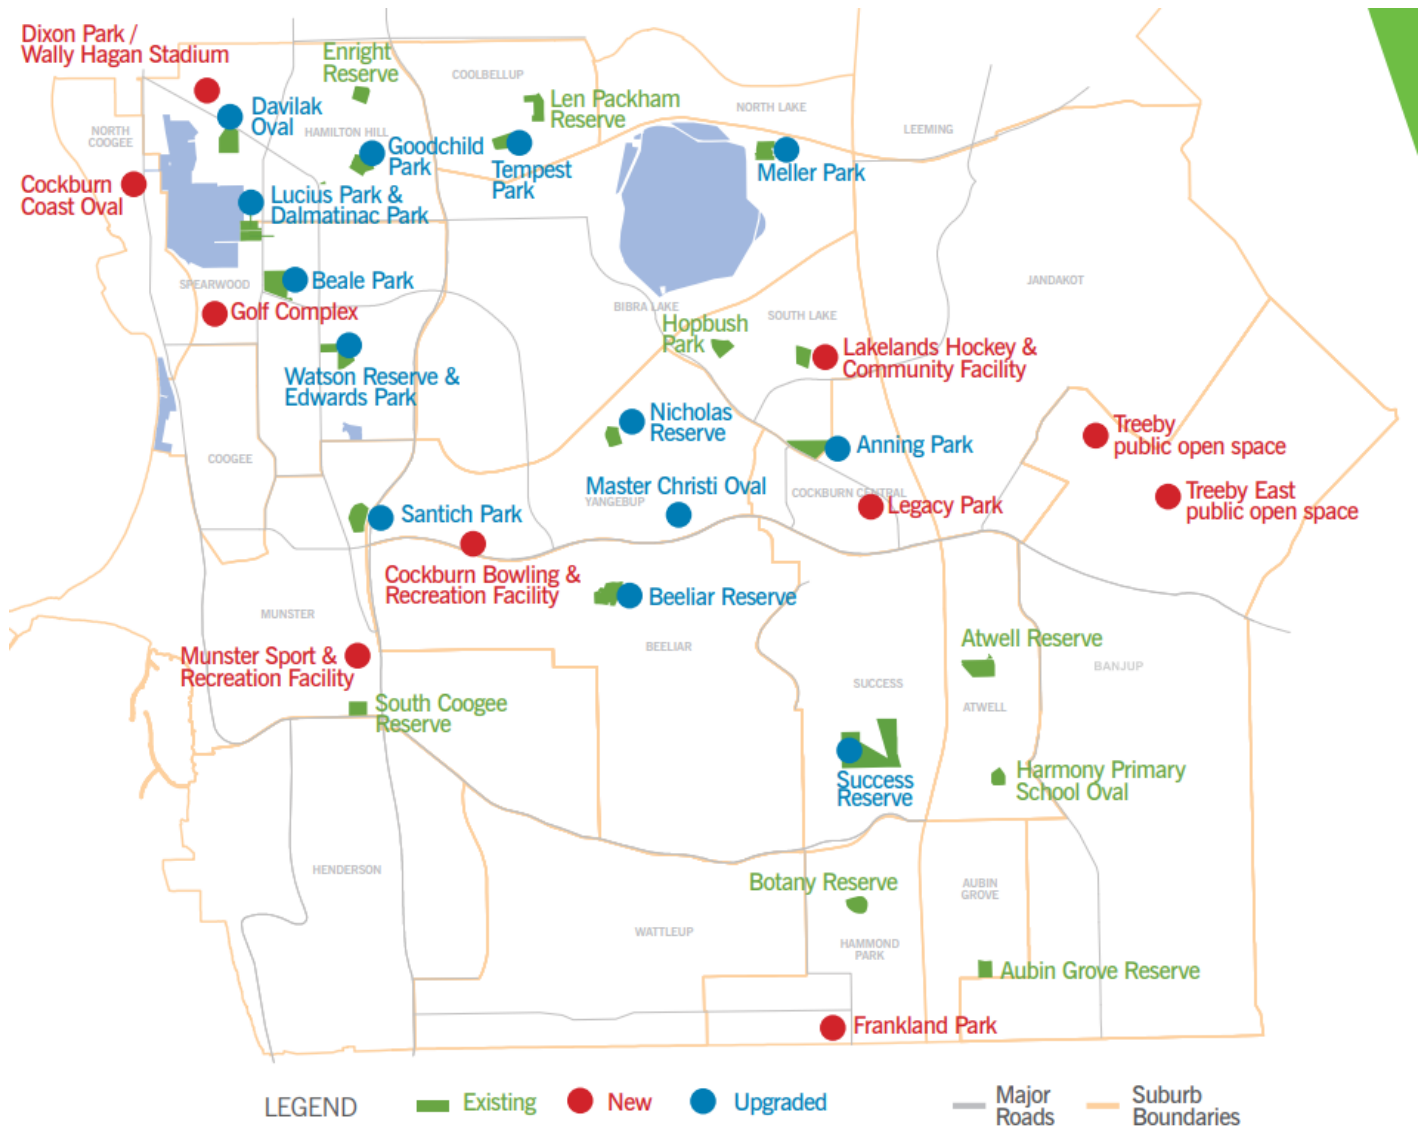 Dixon Park /
Wally Hagan Stadium
Enright
Reserve
COOLBELLUP
Len Packham
Reserve
NORTH LAKE
LEEMING
Davilak
Oval
NORTH
COOGEE
HAMILTON HILL
Goodchild
Park
Tempest
Park
Meller Park
Cockburn
Coast Oval
Lucius Park &
Dalmatinac Park
SPEARWOOD
Beale Park
JANDAKOT
Golf Complex
BIBRA LAKE
SOUTH LAKE
Hopbush
Park
Lakelands Hockey &
Community Facility
Watson Reserve &
Edwards Park
Nicholas
Reserve
Treeby
public open space
Anning Park
COOGEE
Master Christi Oval
YANGEBUP
COCKBURN CENTRAL
Legacy Park
Treeby East
public open space
Santich Park
Cockburn Bowling &
Recreation Facility
Beeliar Reserve
MUNSTER
BEELIAR
Atwell Reserve
BANJUP
Munster Sport &
Recreation Facility
SUCCESS
ATWELL
South Coogee
Reserve
Success
Reserve
Harmony Primary
School Oval
HENDERSON
Botany Reserve
AUBIN
GROVE
WATTLEUP
HAMMOND
PARK
Aubin Grove Reserve
Frankland Park
LEGEND
Existing
New
Upgraded
Major
Roads
Suburb
Boundaries